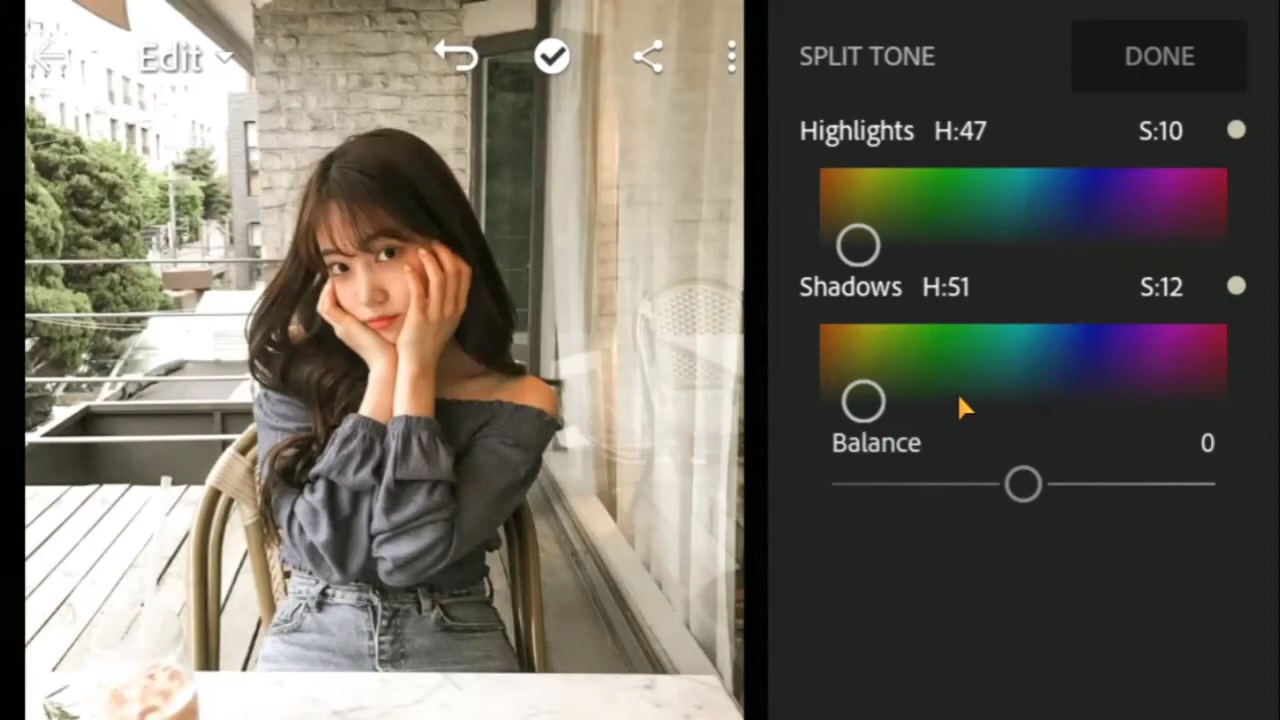 Edit
SPLIT TONE
DONE
Highlights H:47 S:10
Shadows H:51 S:12
Balance 0